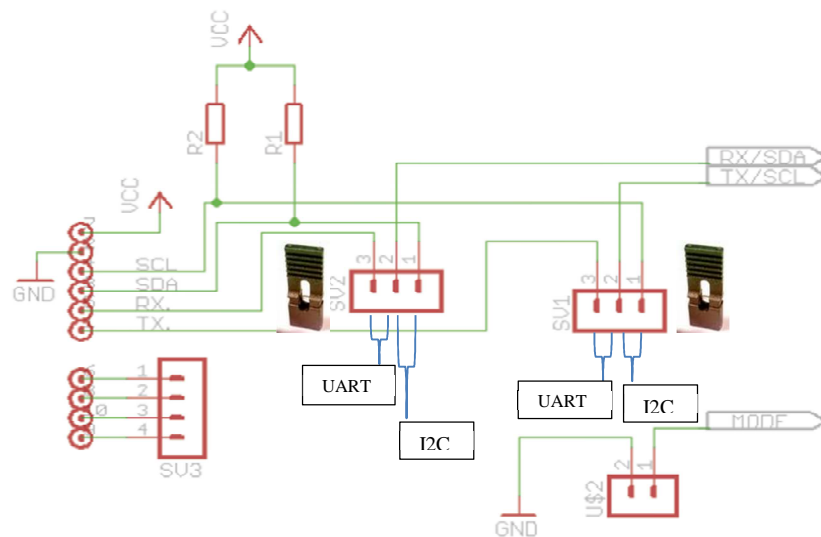 VCC
R2
R1
RX/SDA
TX/SCL
VCC
SCL
SDA
RX.
TX.
GND
3
2
1
SV2
3
2
1
SV1
UART
I2C
UART
I2C
1
2
3
4
SV3
MODE
2
1
GND